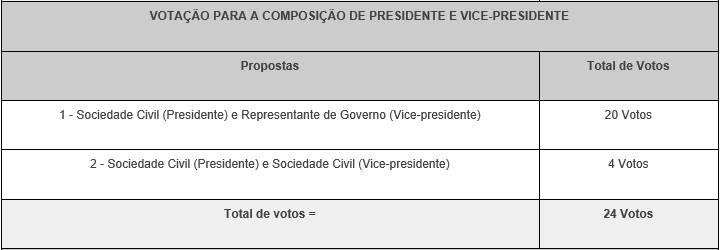 VOTAÇÃO PARA A COMPOSIÇÃO DE PRESIDENTE E VICE-PRESIDENTE
Propostas Total de Votos
1 - Sociedade Civil (Presidente) e Representante de Governo (Vice-presidente) 20 Votos
2 - Sociedade Civil (Presidente) e Sociedade Civil (Vice-presidente) 4 Votos
Total de votos = 24 Votos